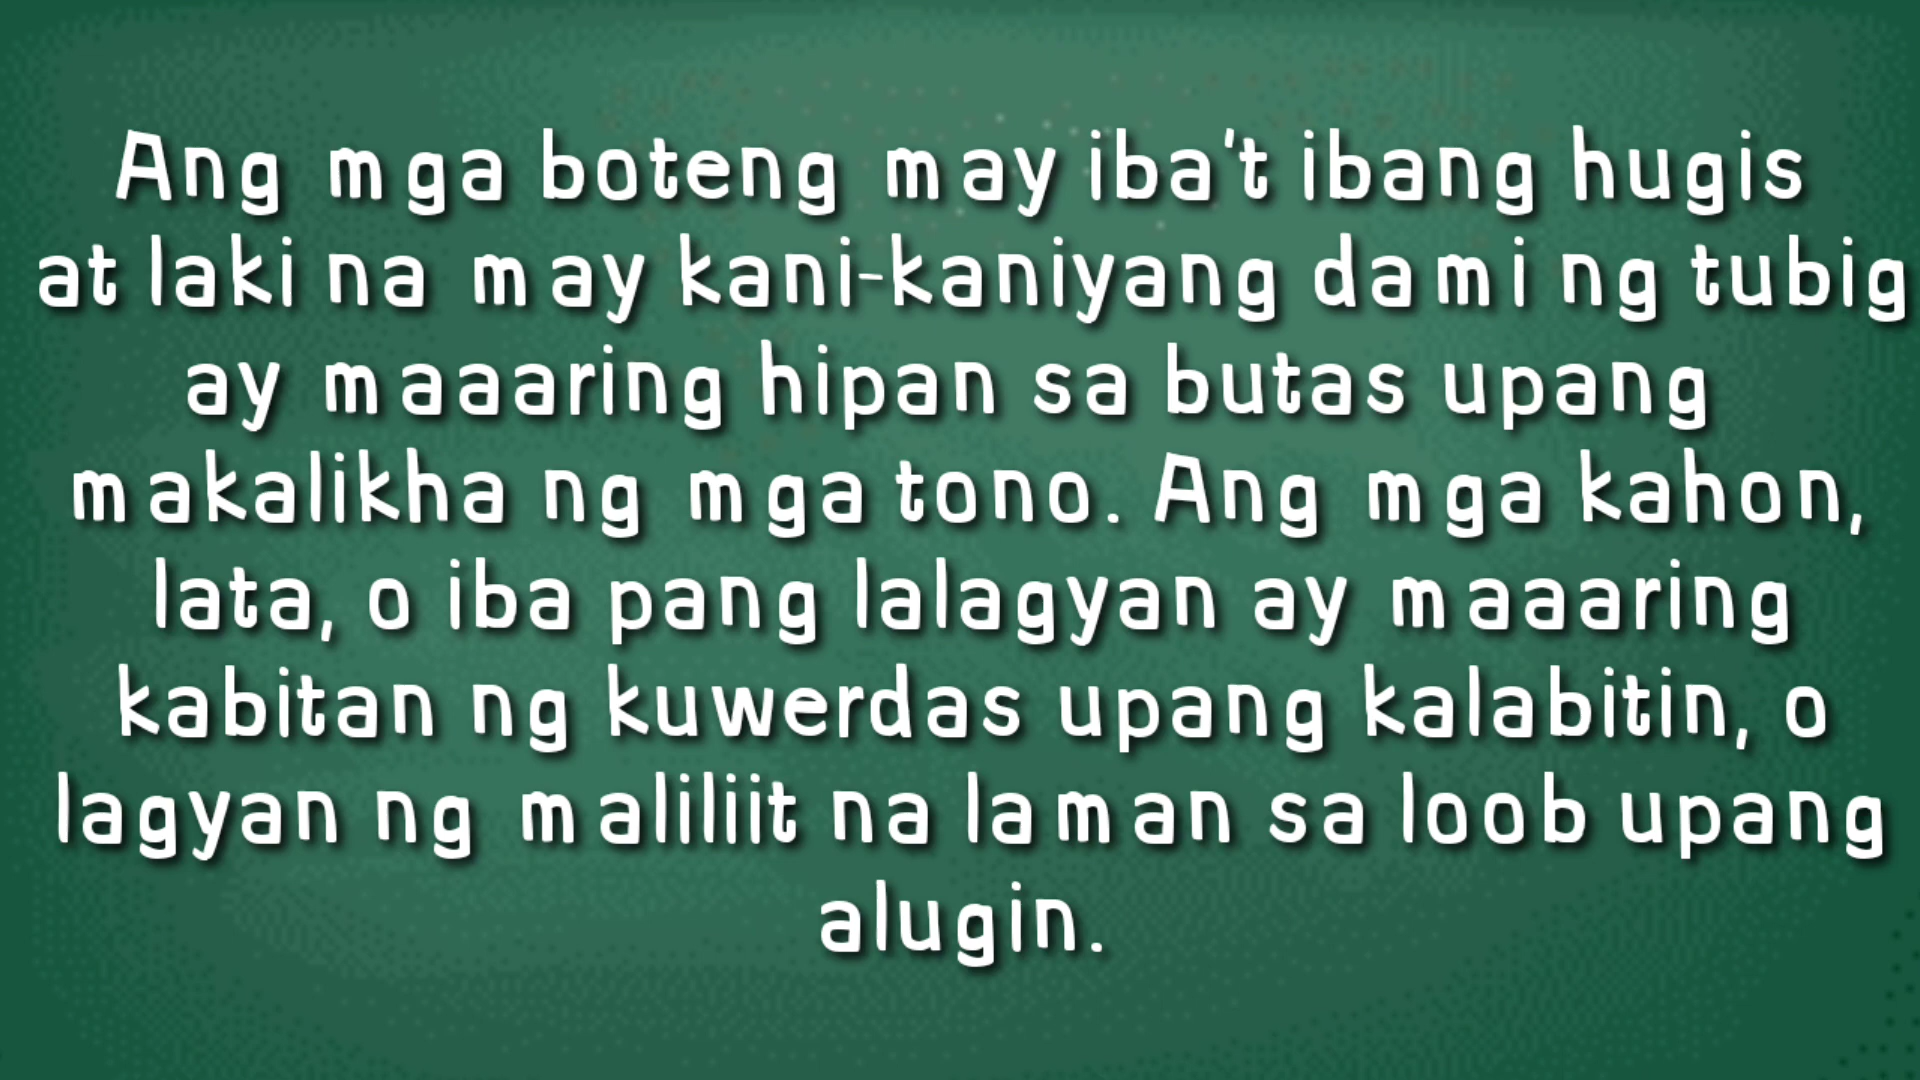 Ang mga boteng may iba't ibang hugis
at laki na may kani-kaniyang dami ng tubig
ay maaaring hipan sa butas upang
makalikha ng mga tono. Ang mga kahon,
lata, o iba pang lalagyan ay maaaring
kabitan ng kuwerdas upang kalabitin, o
lagyan ng maliliit na laman sa loob upang
alugin.